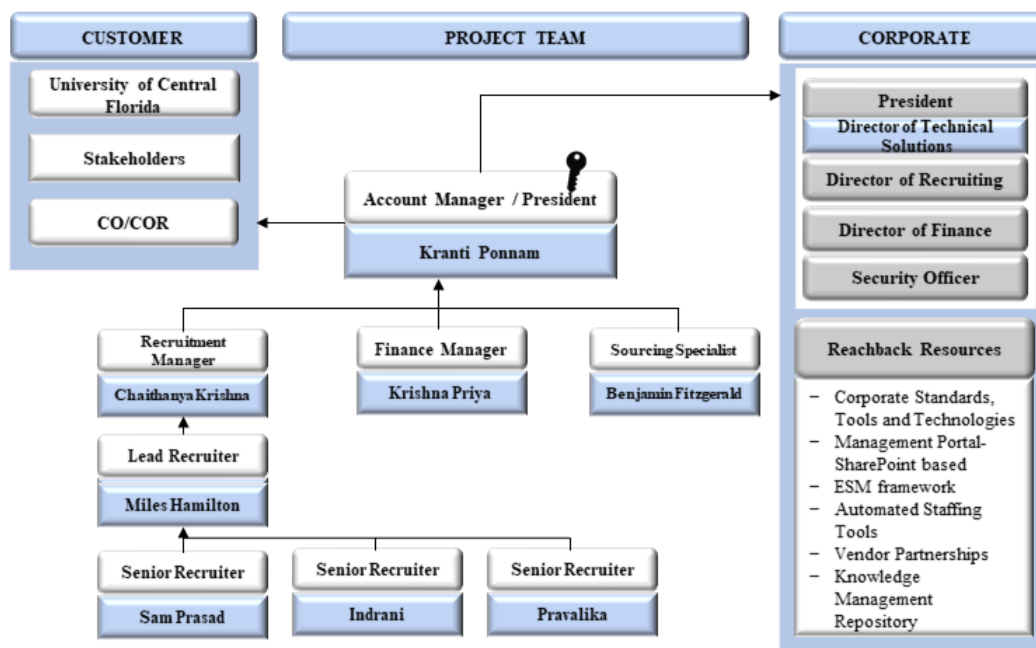 CUSTOMER
PROJECT TEAM
CORPORATE
University of Central
Florida
Stakeholders
CO/COR
Account Manager / President
Kranti Ponnam
President
Director of Technical
Solutions
Director of Recruiting
Director of Finance
Security Officer
Recruitment
Manager
Chaithanya Krishna
Finance Manager
Krishna Priya
Sourcing Specialist
Benjamin Fitzgerald
Lead Recruiter
Miles Hamilton
Senior Recruiter
Sam Prasad
Senior Recruiter
Indrani
Senior Recruiter
Pravalika
Reachback Resources
– Corporate Standards,
Tools and Technologies
– Management Portal-
SharePoint based
– ESM framework
– Automated Staffing
Tools
– Vendor Partnerships
– Knowledge
Management
Repository